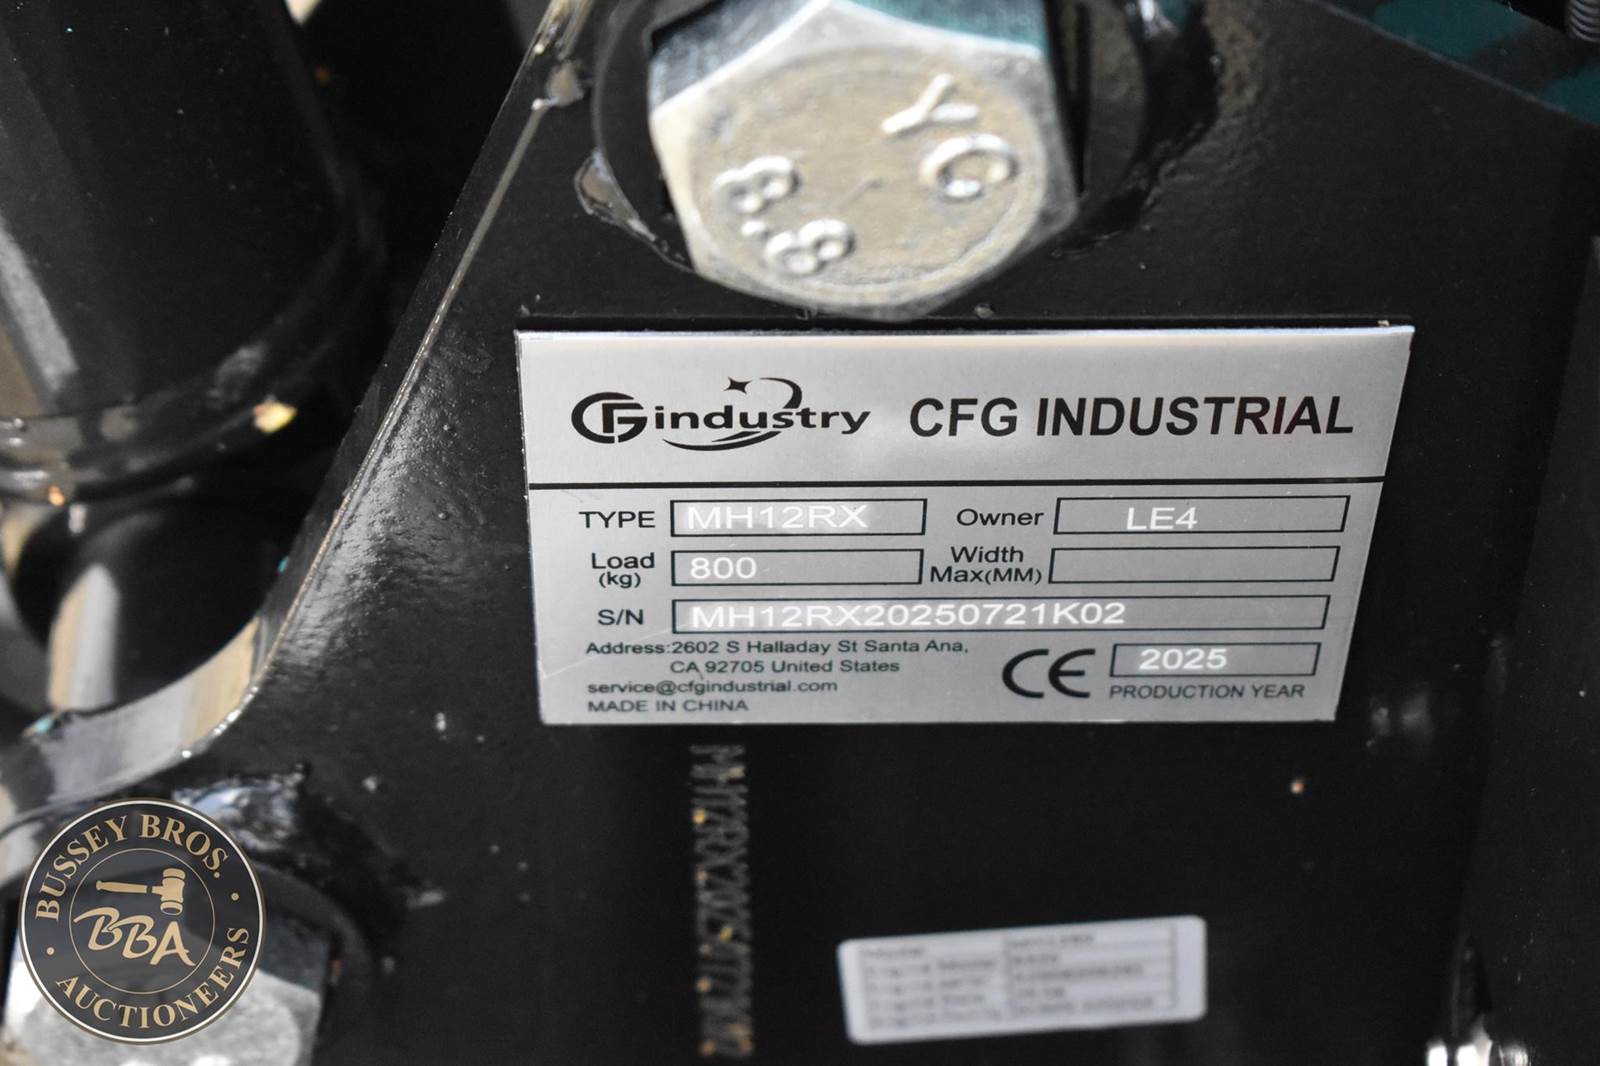 YG
8.8
CFGindustry CFG INDUSTRIAL
TYPE MH12RX Owner LE4
Load (kg) 800 Width Max(MM)
S/N MH12RX20250721K02
Address:2602 S Halladay St Santa Ana,
CA 92705 United States
service@cfgindustrial.com
MADE IN CHINA
CE 2025
PRODUCTION YEAR
BUSSEY BROS.
BBA
AUCTIONEERS